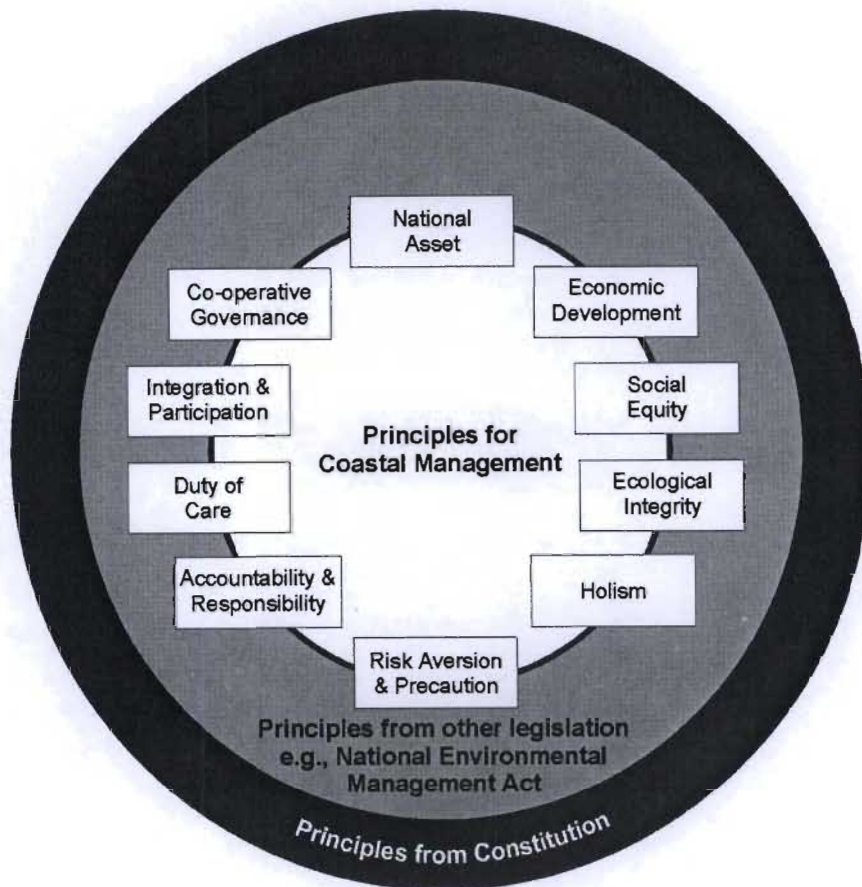 National
Asset
Co-operative
Governance
Economic
Development
Integration &
Participation
Social
Equity
Principles for
Coastal Management
Duty of
Care
Ecological
Integrity
Accountability &
Responsibility
Holism
Risk Aversion
& Precaution
Principles from other legislation
e.g., National Environmental
Management Act
Principles from Constitution